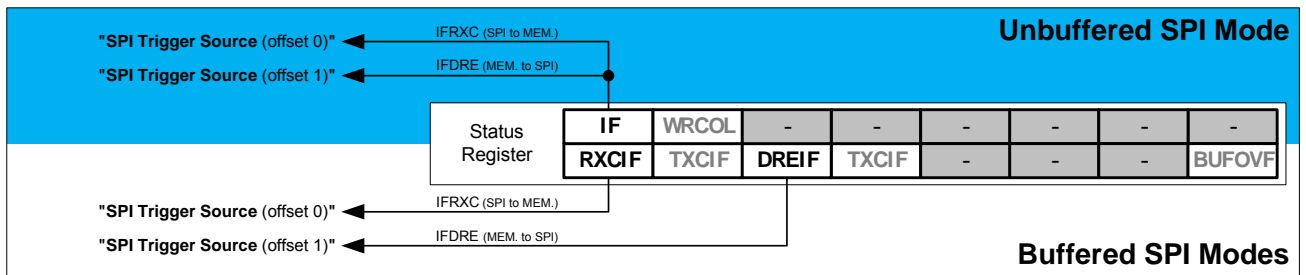 Unbuffered SPI Mode
"SPI Trigger Source (offset 0)" IFRXC (SPI to MEM.)
"SPI Trigger Source (offset 1)" IFDRE (MEM. to SPI)
Status Register
IF WRCOL - - - - - -
RXCIF TXCIF DREIF TXCIF - - - BUFOVF
"SPI Trigger Source (offset 0)" IFRXC (SPI to MEM.)
"SPI Trigger Source (offset 1)" IFDRE (MEM. to SPI)
Buffered SPI Modes